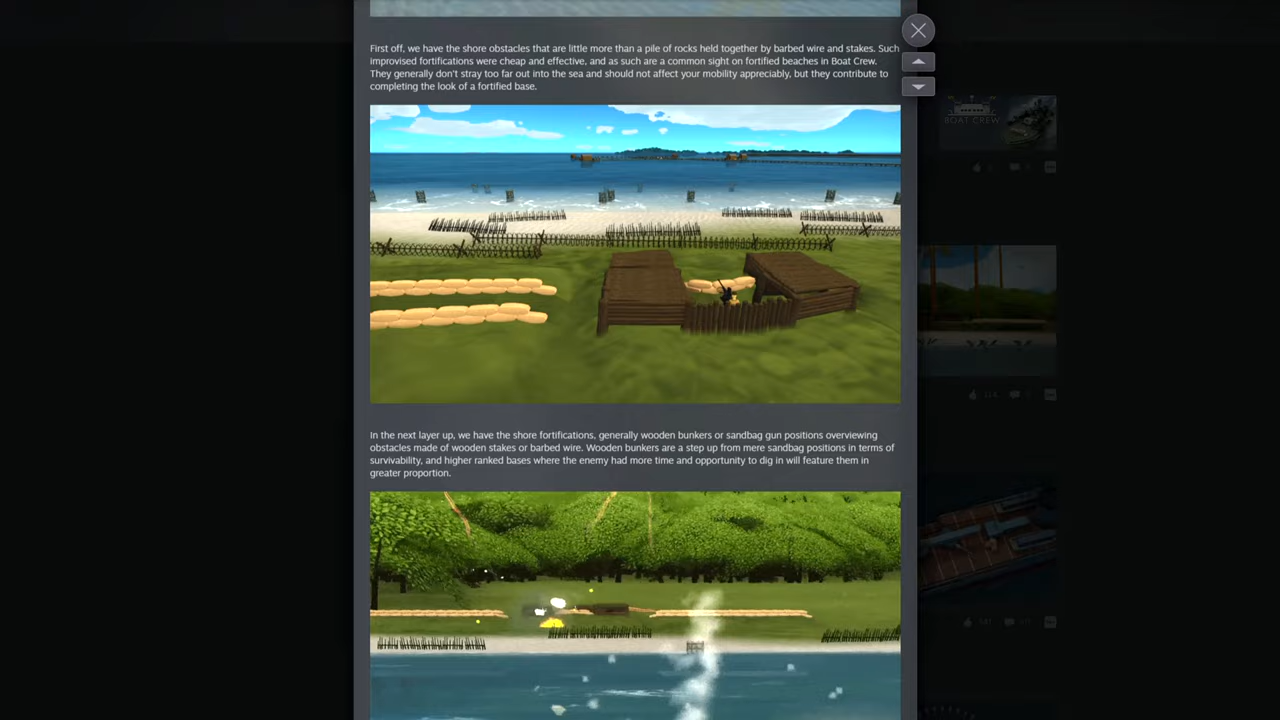 First off, we have the shore obstacles that are little more than a pile of rocks held together by barbed wire and stakes. Such
improvised fortifications were cheap and effective, and as such are a common sight on fortified beaches in Boat Crew.
They generally don't stray too far out into the sea and should not affect your mobility appreciably, but they contribute to
completing the look of a fortified base.
BOAT CREW
In the next layer up, we have the shore fortifications, generally wooden bunkers or sandbag gun positions overviewing
obstacles made of wooden stakes or barbed wire. Wooden bunkers are a step up from mere sandbag positions in terms of
survivability, and higher ranked bases where the enemy had more time and opportunity to dig in will feature them in
greater proportion.